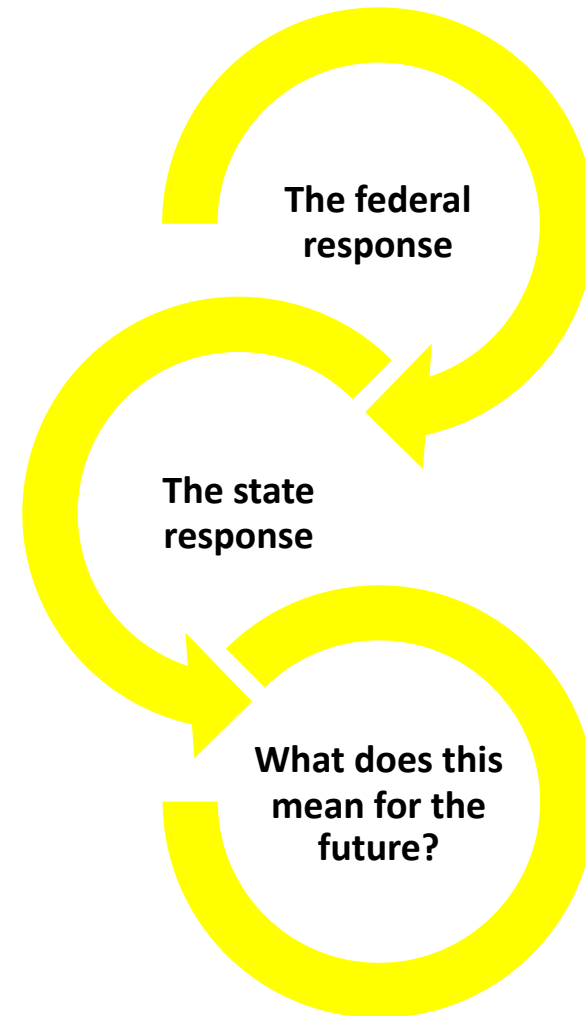 The federal
response
The state
response
What does this
mean for the
future?